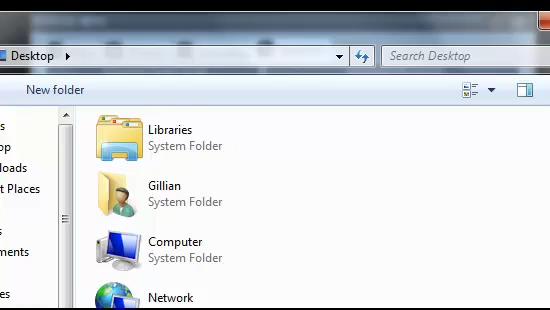 Desktop
Search Desktop
New folder
Libraries
System Folder
Gillian
System Folder
Computer
System Folder
Network
s
op
loads
t Places
s
ments
es